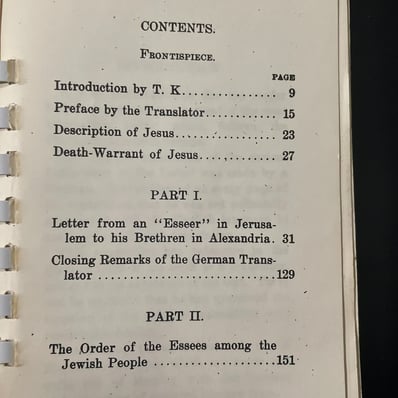 CONTENTS.
FRONTISPIECE.
PAGE
Introduction by T. K................ 9
Preface by the Translator............ 15
Description of Jesus................. 23
Death-Warrant of Jesus............. 27
PART I.
Letter from an "Esseer" in Jerusa-
lem to his Brethren in Alexandria. 31
Closing Remarks of the German Trans-
lator ............................129
PART II.
The Order of the Essees among the
Jewish People ...................151